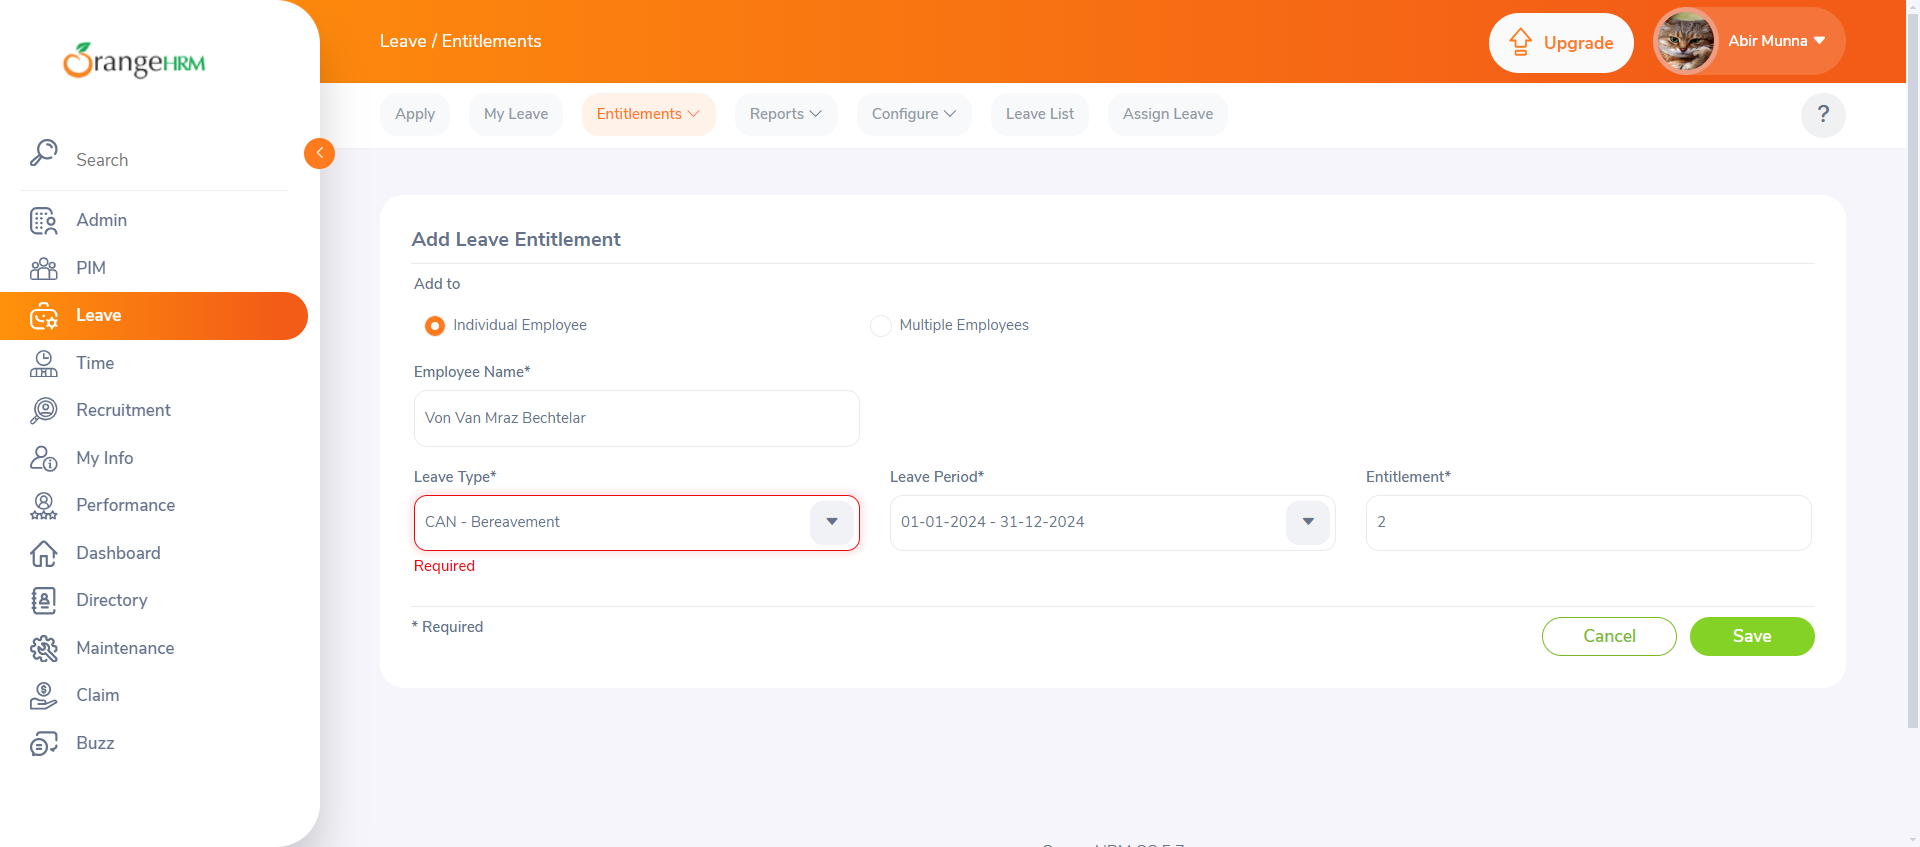 OrangeHRM
Leave / Entitlements
Upgrade
Abir Munna
Apply
My Leave
Entitlements
Reports
Configure
Leave List
Assign Leave
?
Search
Admin
PIM
Leave
Time
Recruitment
My Info
Performance
Dashboard
Directory
Maintenance
Claim
Buzz
Add Leave Entitlement
Add to
Individual Employee
Multiple Employees
Employee Name*
Von Van Mraz Bechtelar
Leave Type*
Leave Period*
Entitlement*
CAN - Bereavement
01-01-2024 - 31-12-2024
2
Required
* Required
Cancel
Save